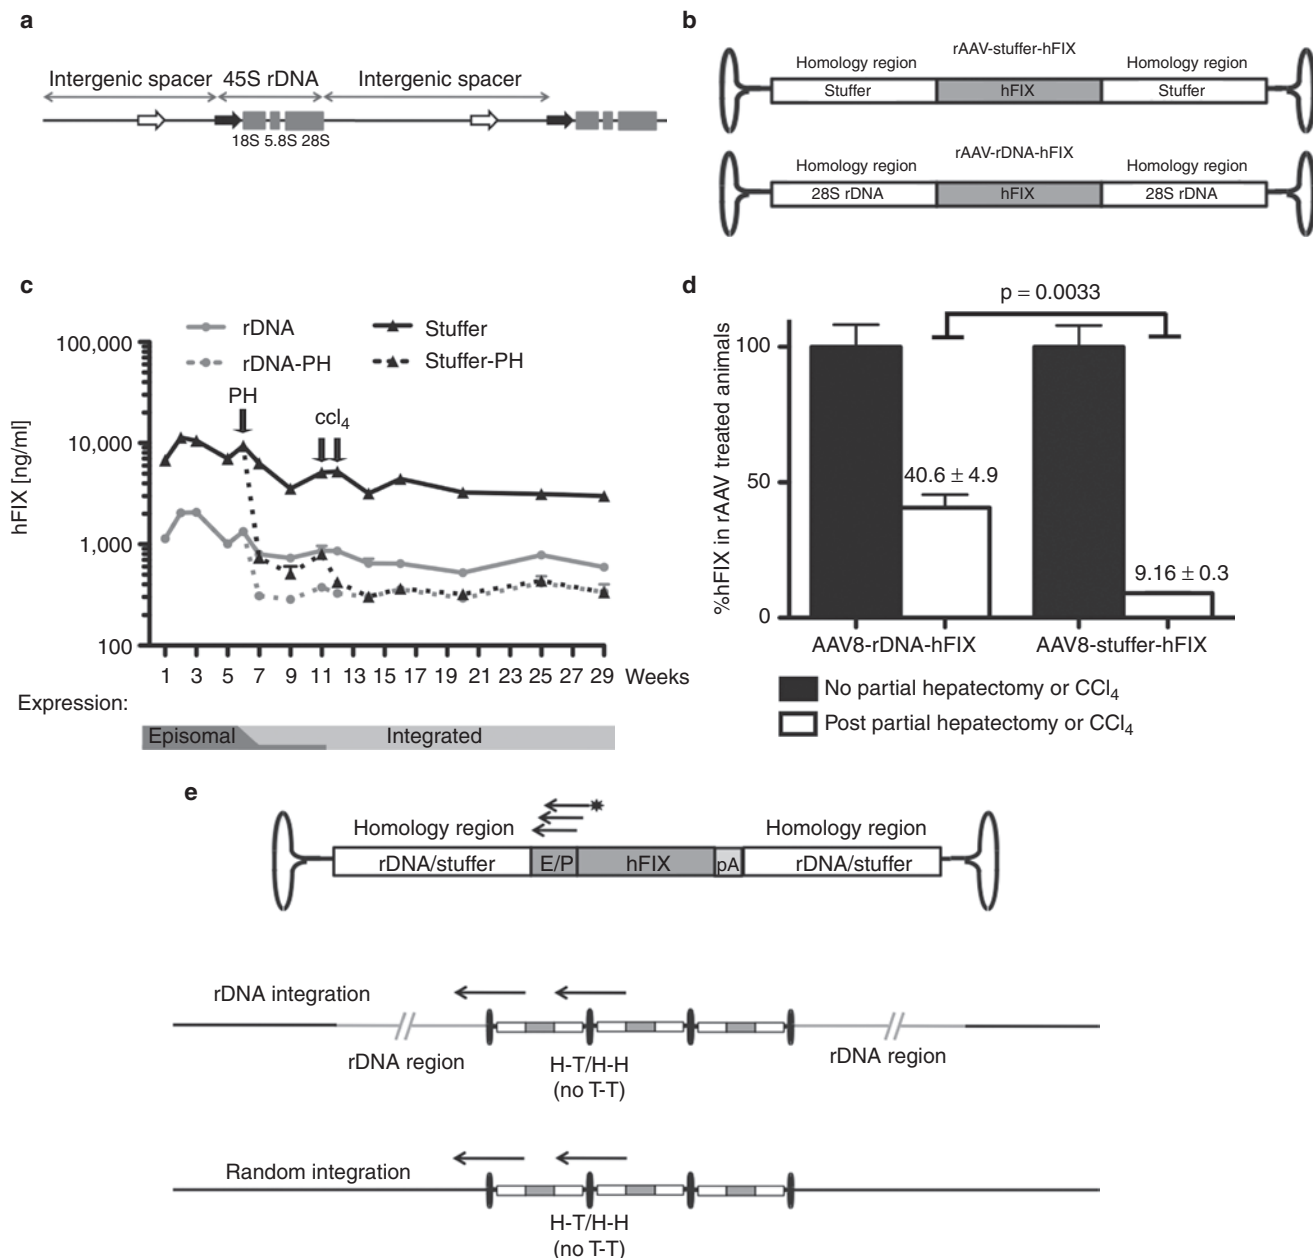 a
Intergenic spacer 45S rDNA Intergenic spacer
18S 5.8S 28S
b
rAAV-stuffer-hFIX
Homology region Homology region
Stuffer hFIX Stuffer
rAAV-rDNA-hFIX
Homology region Homology region
28S rDNA hFIX 28S rDNA
c
rDNA Stuffer
rDNA-PH Stuffer-PH
hFIX [ng/ml]
100,000
10,000
1,000
100
PH
ccl4
1 3 5 7 9 11 13 15 17 19 21 23 25 27 29 Weeks
Expression:
Episomal Integrated
d
p = 0.0033
%hFIX in rAAV treated animals
100
50
0
40.6 ± 4.9
9.16 ± 0.3
AAV8-rDNA-hFIX AAV8-stuffer-hFIX
No partial hepatectomy or CCl4
Post partial hepatectomy or CCl4
e
Homology region Homology region
rDNA/stuffer E/P hFIX pA rDNA/stuffer
rDNA integration
rDNA region rDNA region
H-T/H-H
(no T-T)
Random integration
H-T/H-H
(no T-T)